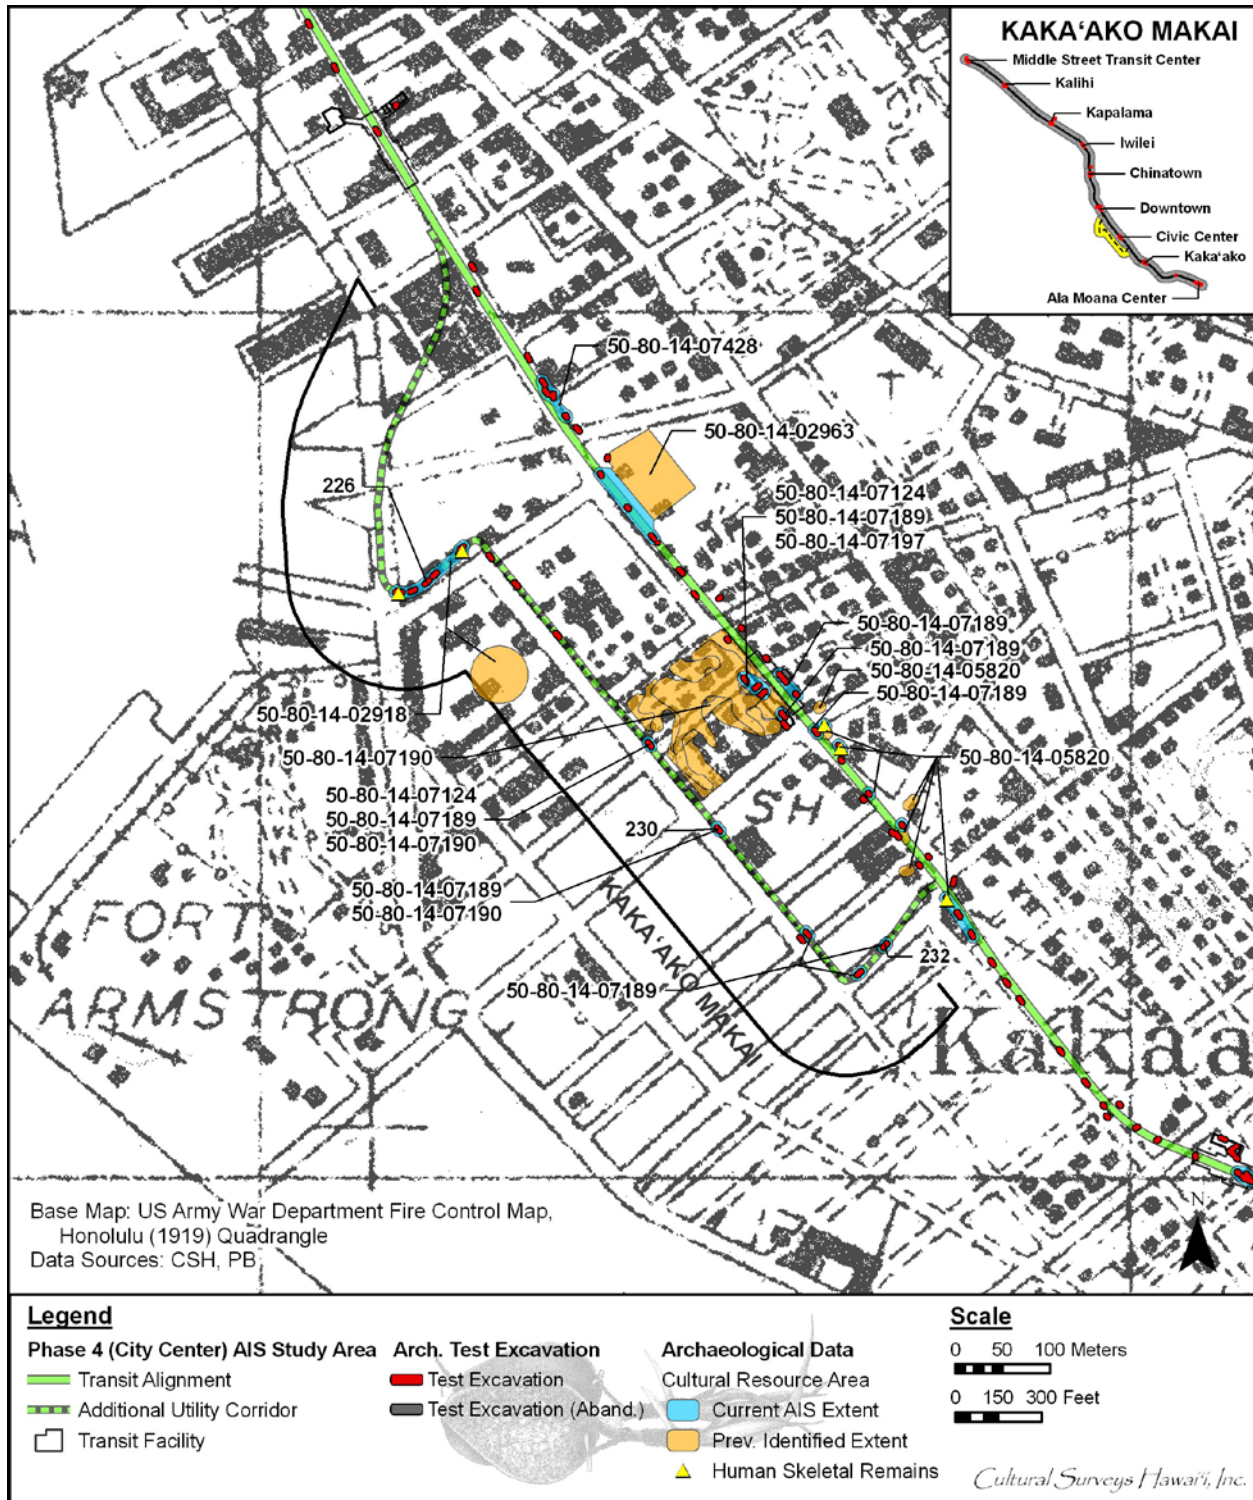 KAKA‘AKO MAKAI
Middle Street Transit Center
Kalihi
Kapalama
Iwilei
Chinatown
Downtown
Civic Center
Kaka‘ako
Ala Moana Center
50-80-14-07428
50-80-14-02963
226
50-80-14-07124
50-80-14-07189
50-80-14-07197
50-80-14-07189
50-80-14-07189
50-80-14-05820
50-80-14-07189
50-80-14-02918
50-80-14-07190
50-80-14-05820
50-80-14-07124
50-80-14-07189
50-80-14-07190
SH
230
50-80-14-07189
50-80-14-07190
KAKA‘AKO MAKAI
FORT
ARMSTRONG
232
50-80-14-07189
Kakaa
N
Base Map: US Army War Department Fire Control Map,
Honolulu (1919) Quadrangle
Data Sources: CSH, PB
Legend
Phase 4 (City Center) AIS Study Area
Transit Alignment
Additional Utility Corridor
Transit Facility
Arch. Test Excavation
Test Excavation
Test Excavation (Aband.)
Archaeological Data
Cultural Resource Area
Current AIS Extent
Prev. Identified Extent
Human Skeletal Remains
Scale
0 50 100 Meters
0 150 300 Feet
Cultural Surveys Hawai‘i, Inc.